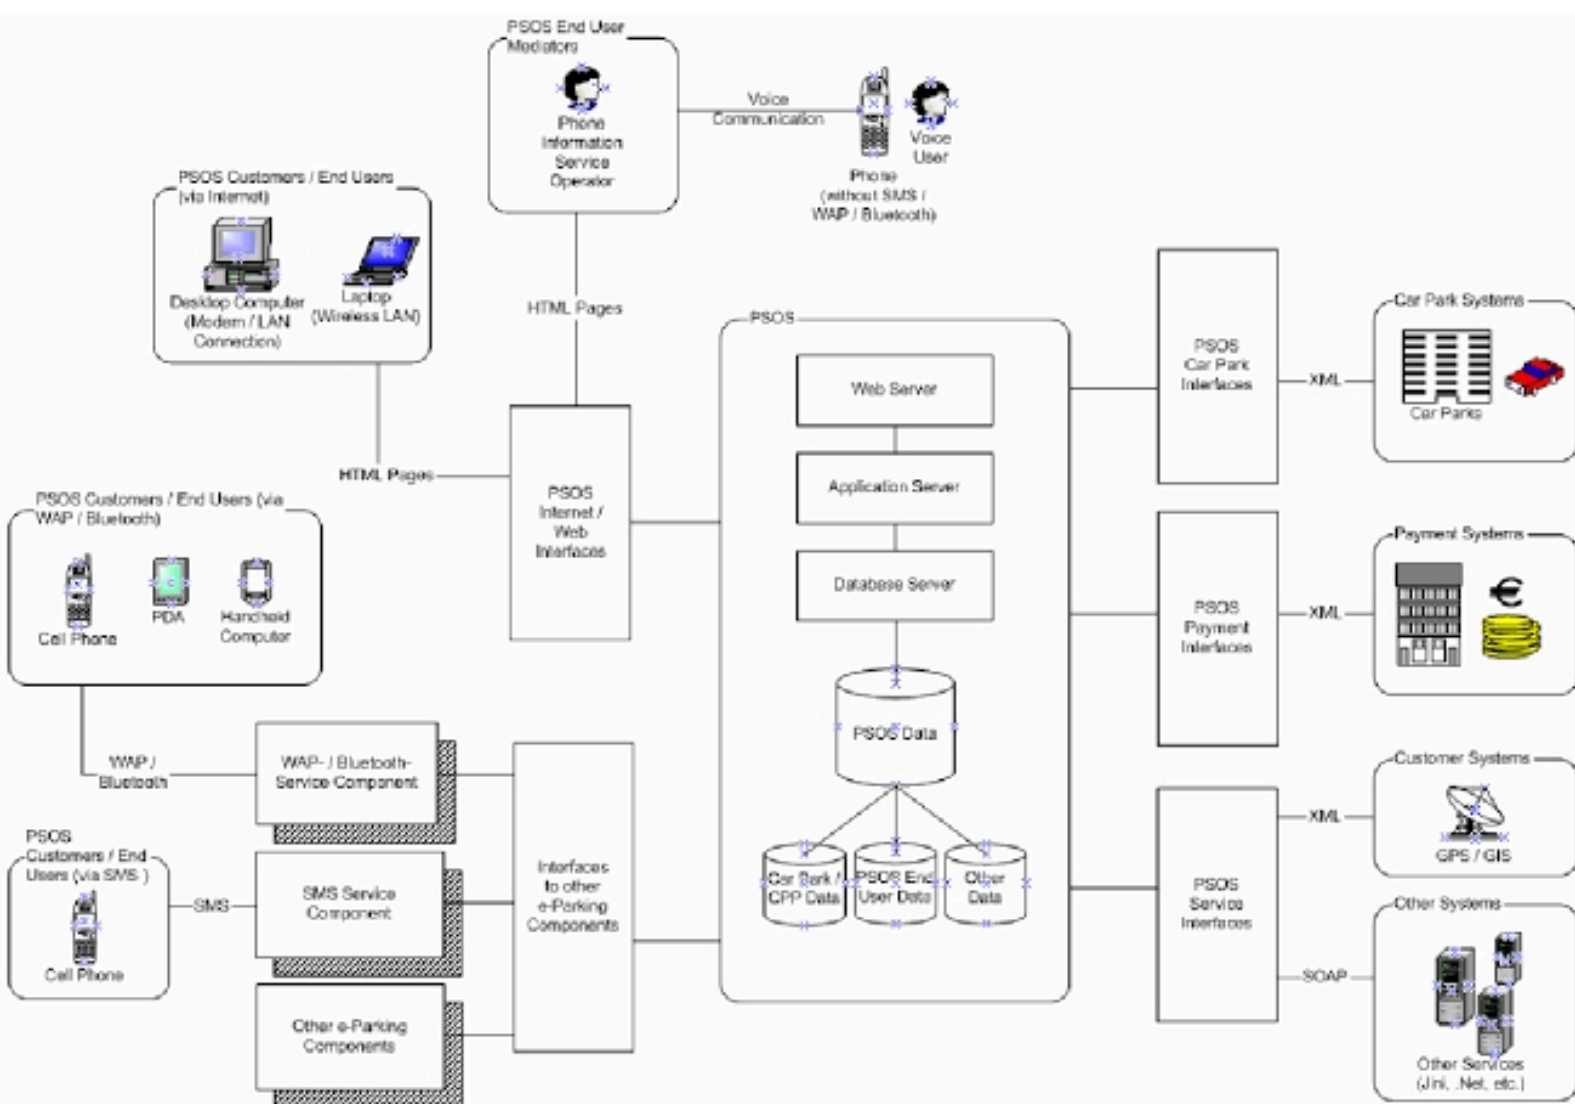 PSOS End User
Mediators
Phone
Information
Service
Operator
Voice
Communication
Voice
User
Phone
(without SMS /
WAP / Bluetooth)
PSOS Customers / End Users
(via Internet)
Desktop Computer
(Modem / LAN
Connection)
Laptop
(Wireless LAN)
HTML Pages
HTML Pages
PSOS Customers / End Users (via
WAP / Bluetooth)
Cell Phone
PDA
Handheld
Computer
PSOS
Internet /
Web
Interfaces
WAP /
Bluetooth
WAP- / Bluetooth-
Service Component
PSOS
Customers / End
Users (via SMS )
Cell Phone
SMS
SMS Service
Component
Other e-Parking
Components
Interfaces
to other
e-Parking
Components
PSOS
Web Server
Application Server
Database Server
PSOS Data
Car Park /
CPP Data
PSOS End
User Data
Other
Data
PSOS
Car Park
Interfaces
XML
Car Park Systems
Car Parks
PSOS
Payment
Interfaces
XML
Payment Systems
€
PSOS
Service
Interfaces
XML
Customer Systems
GPS / GIS
SOAP
Other Systems
Other Services
(Jini, .Net, etc.)